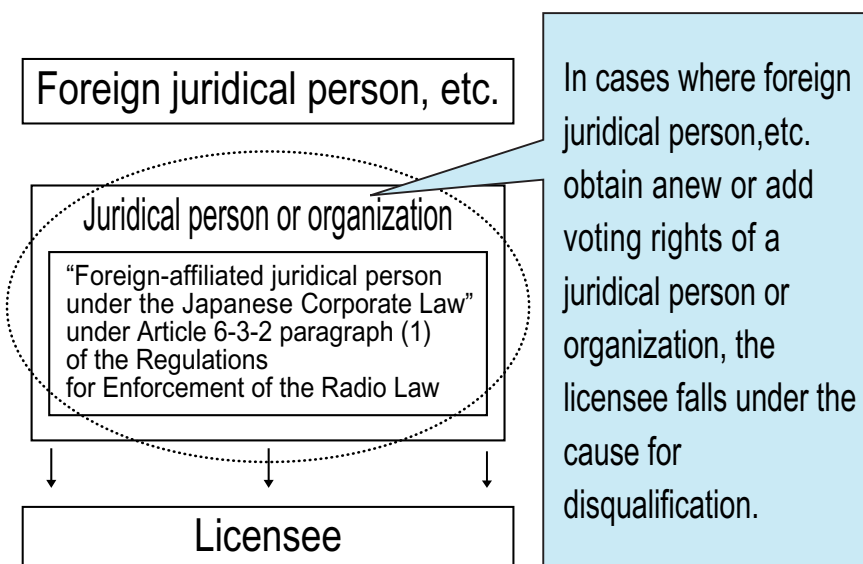 Foreign juridical person, etc.
Juridical person or organization
“Foreign-affiliated juridical person
under the Japanese Corporate Law”
under Article 6-3-2 paragraph (1)
of the Regulations
for Enforcement of the Radio Law
Licensee
In cases where foreign
juridical person,etc.
obtain anew or add
voting rights of a
juridical person or
organization, the
licensee falls under the
cause for
disqualification.